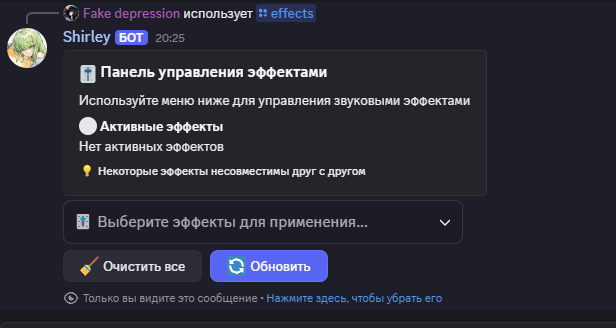 Fake depression использует effects
Shirley БОТ 20:25
Панель управления эффектами
Используйте меню ниже для управления звуковыми эффектами
Активные эффекты
Нет активных эффектов
Некоторые эффекты несовместимы друг с другом
Выберите эффекты для применения...
Очистить все
Обновить
Только вы видите это сообщение • Нажмите здесь, чтобы убрать его